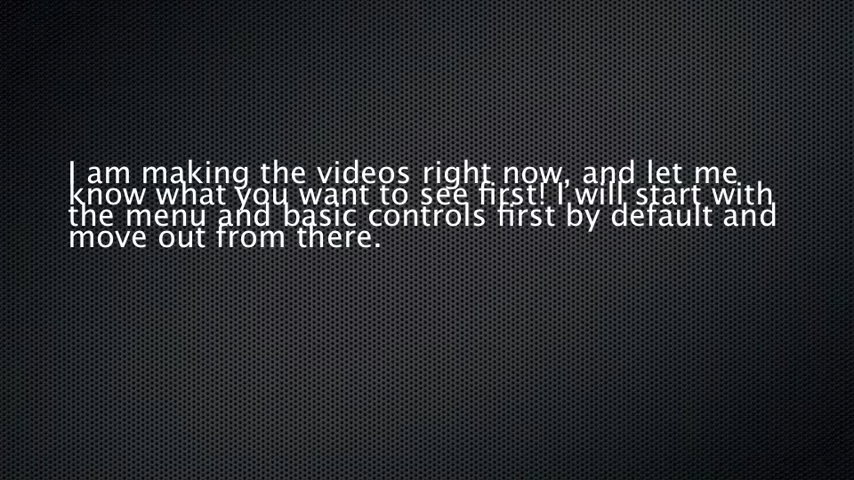 I am making the videos right now, and let me
know what you want to see first! I will start with
the menu and basic controls first by default and
move out from there.